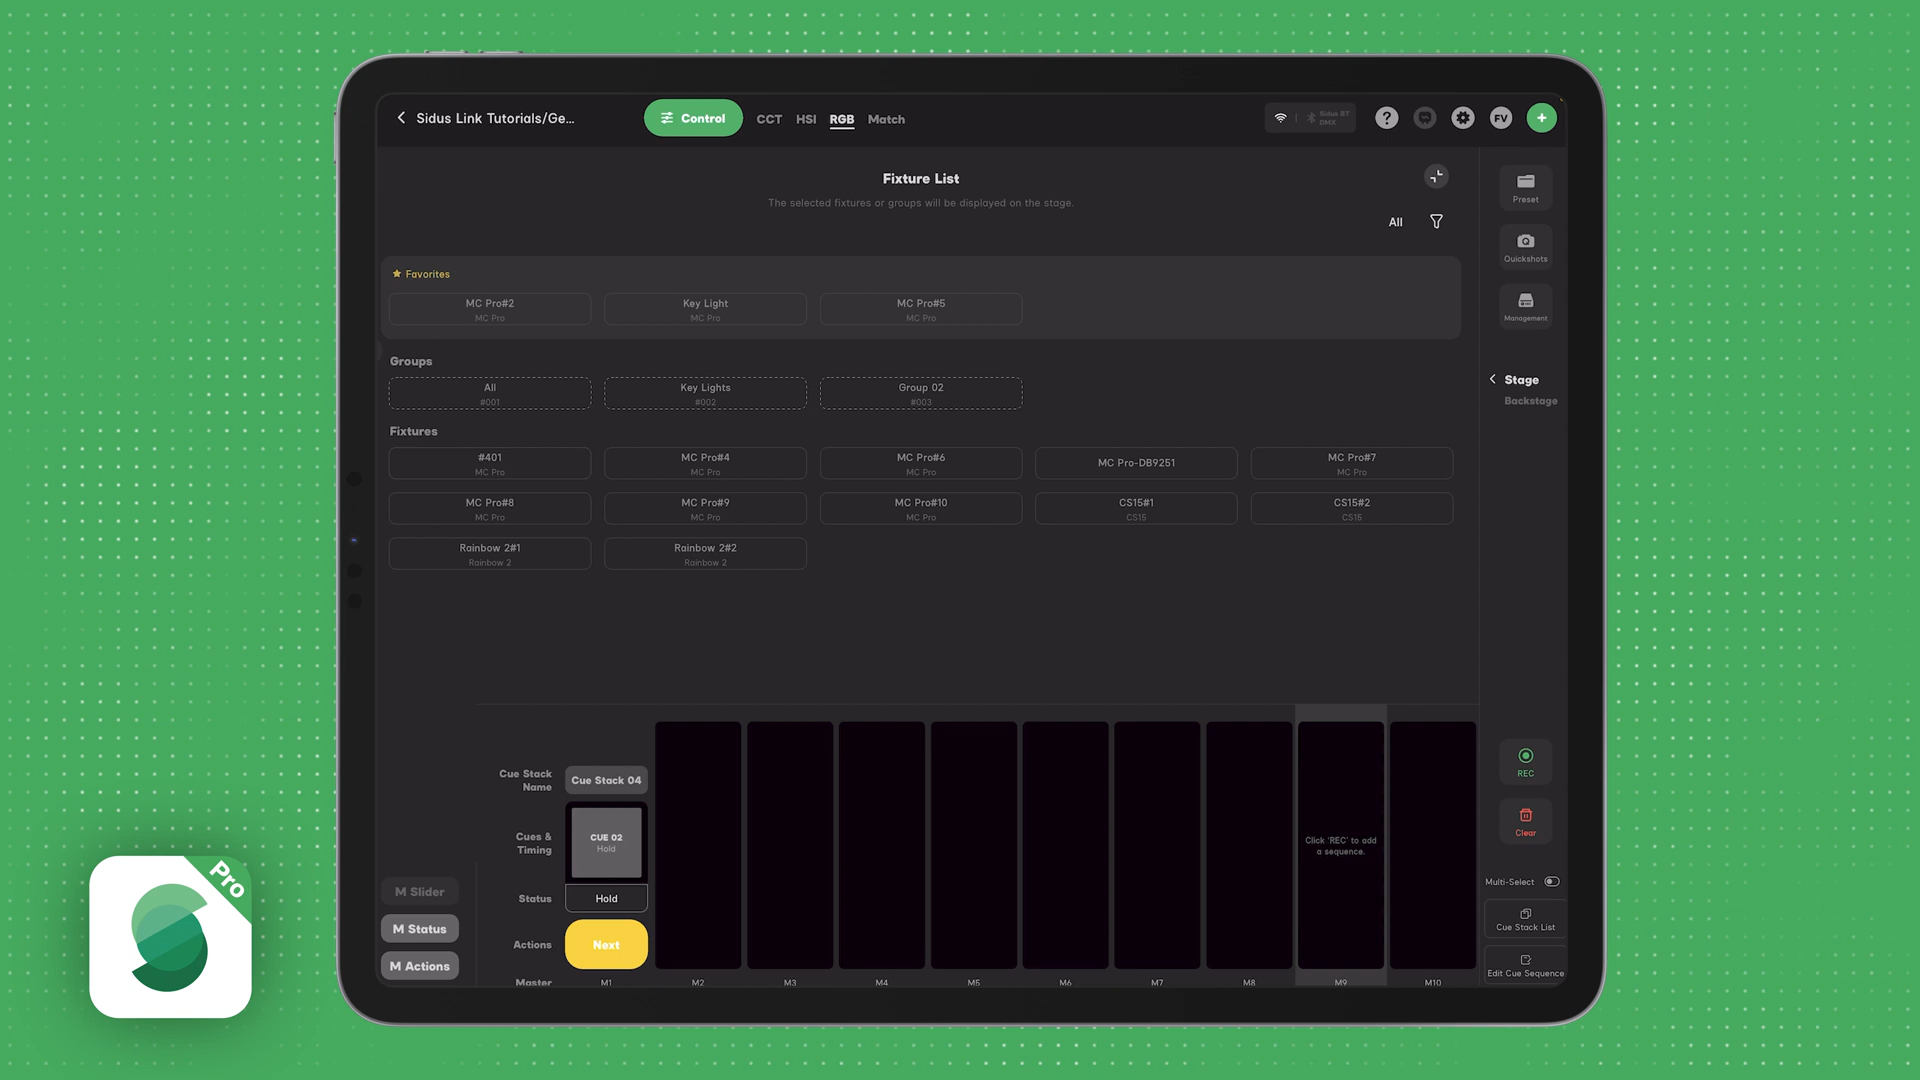 Sidus Link Tutorials/Ge...
Control
CCT
HSI
RGB
Match
Sidus BT
DMX
?
FV
+
Fixture List
The selected fixtures or groups will be displayed on the stage.
All
Preset
Quickshots
Management
Favorites
MC Pro#2
MC Pro
Key Light
MC Pro
MC Pro#5
MC Pro
Groups
All
#001
Key Lights
#002
Group 02
#003
Stage
Backstage
Fixtures
#401
MC Pro
MC Pro#4
MC Pro
MC Pro#6
MC Pro
MC Pro-DB9251
MC Pro#7
MC Pro
MC Pro#8
MC Pro
MC Pro#9
MC Pro
MC Pro#10
MC Pro
CS15#1
CS15
CS15#2
CS15
Rainbow 2#1
Rainbow 2
Rainbow 2#2
Rainbow 2
Cue Stack
Name
Cue Stack 04
Cues &
Timing
CUE 02
Hold
Status
Hold
Actions
Next
Master
M1
M2
M3
M4
M5
M6
M7
M8
M9
M10
Click 'REC' to add
a sequence.
M Slider
M Status
M Actions
REC
Clear
Multi-Select
Cue Stack List
Edit Cue Sequence
Pro